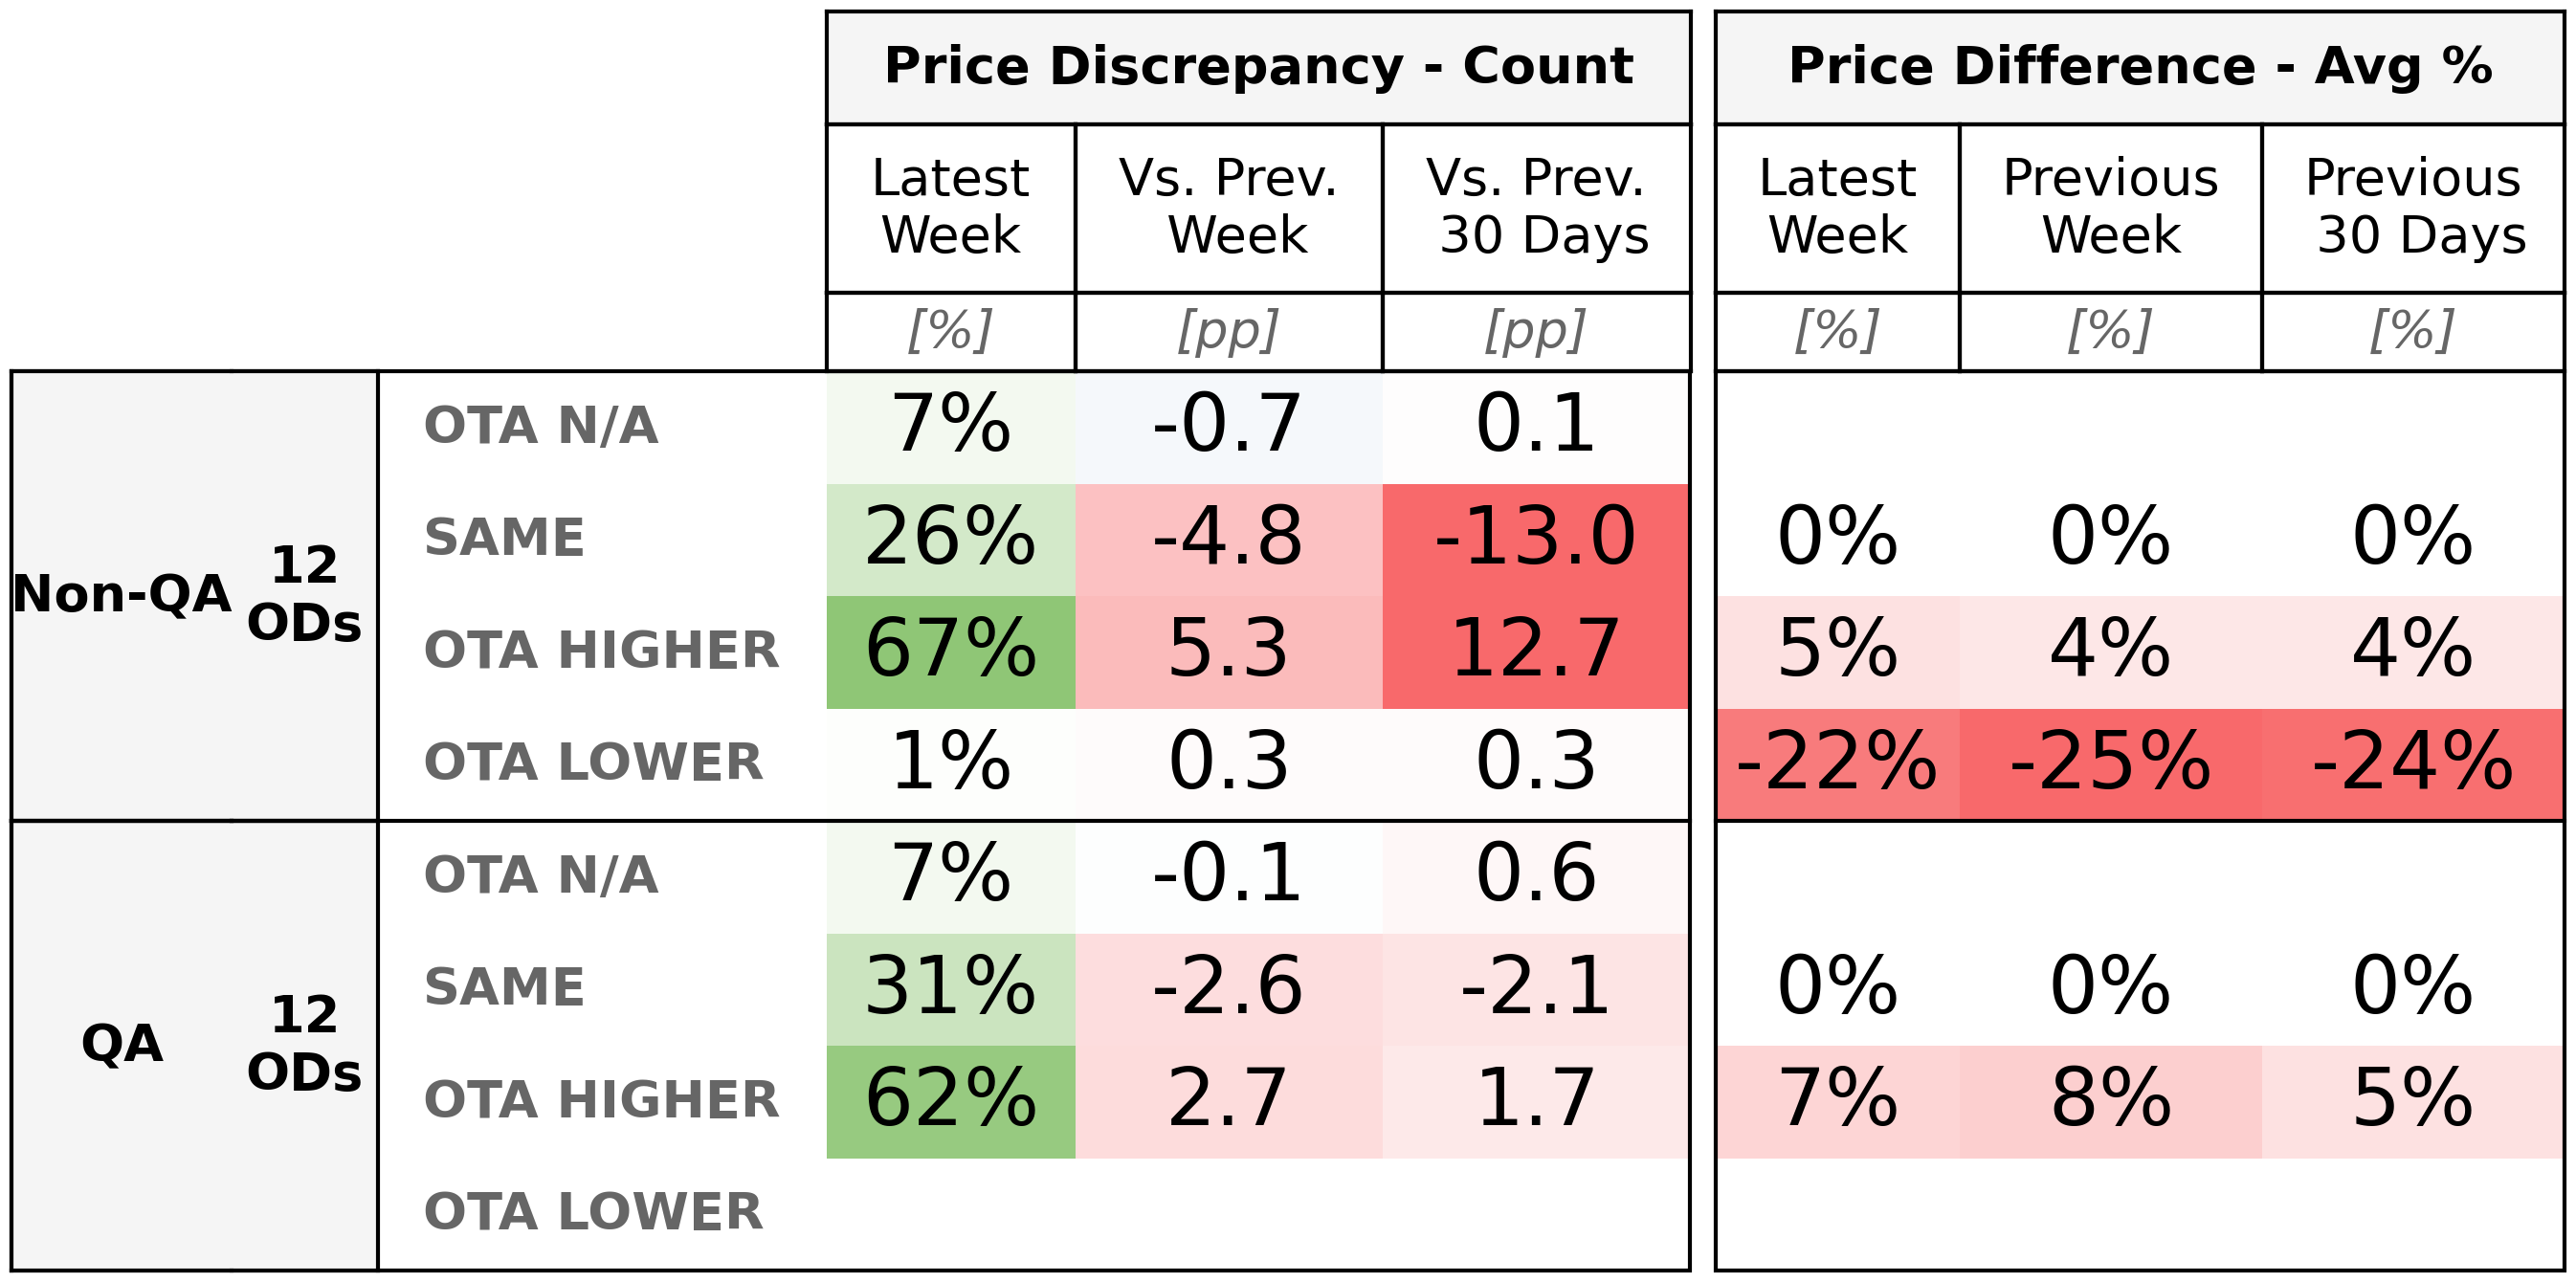 Price Discrepancy - Count Price Difference - Avg %
Latest Week Vs. Prev. Week Vs. Prev. 30 Days Latest Week Previous Week Previous 30 Days
[%] [pp] [pp] [%] [%] [%]
Non-QA 12 ODs
OTA N/A 7% -0.7 0.1
SAME 26% -4.8 -13.0 0% 0% 0%
OTA HIGHER 67% 5.3 12.7 5% 4% 4%
OTA LOWER 1% 0.3 0.3 -22% -25% -24%
QA 12 ODs
OTA N/A 7% -0.1 0.6
SAME 31% -2.6 -2.1 0% 0% 0%
OTA HIGHER 62% 2.7 1.7 7% 8% 5%
OTA LOWER